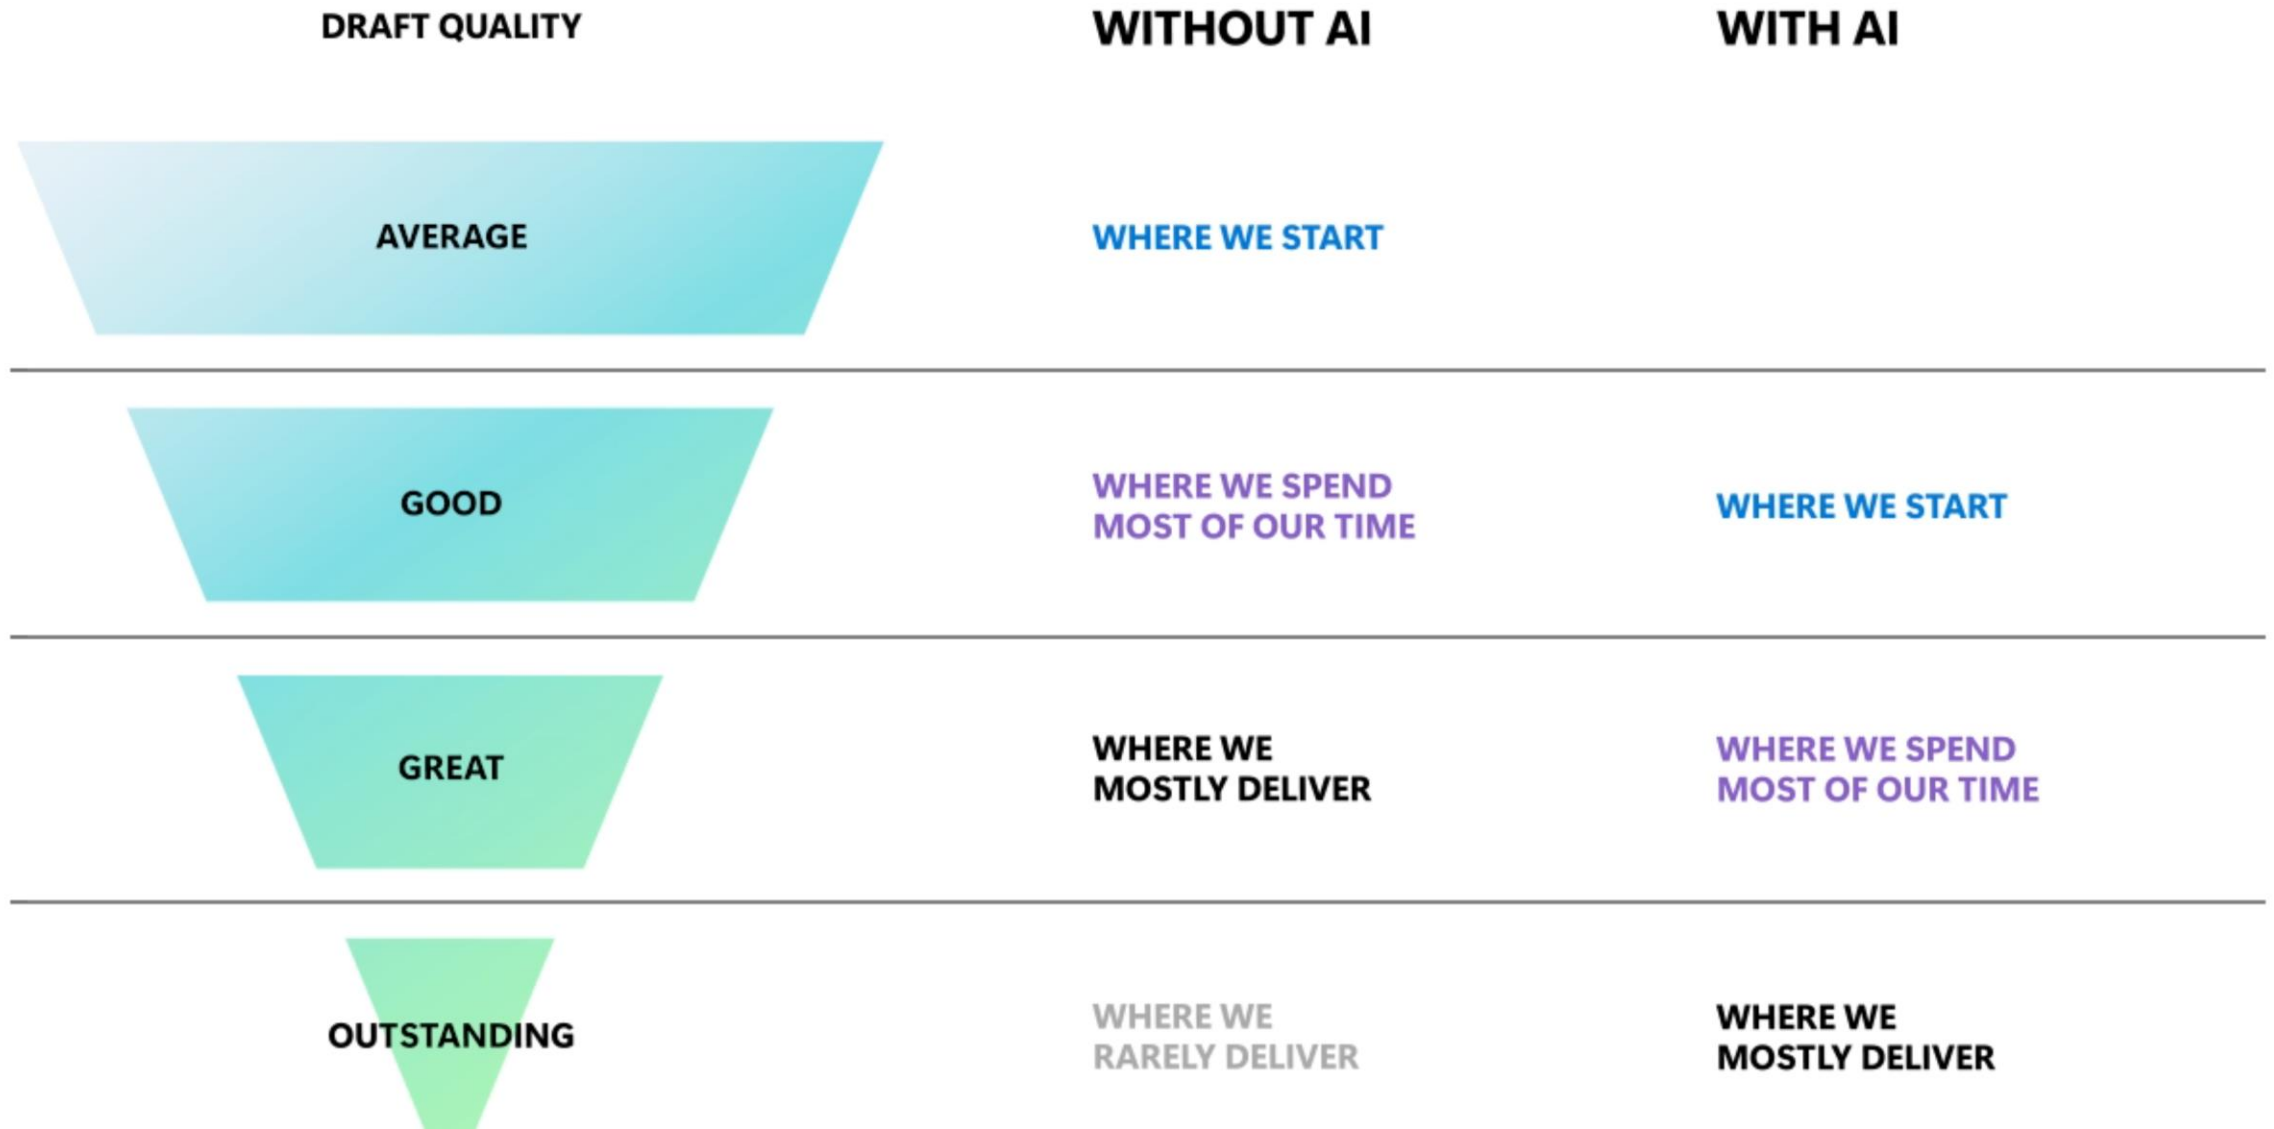 DRAFT QUALITY
WITHOUT AI
WITH AI
AVERAGE
WHERE WE START
GOOD
WHERE WE SPEND
MOST OF OUR TIME
WHERE WE START
GREAT
WHERE WE
MOSTLY DELIVER
WHERE WE SPEND
MOST OF OUR TIME
OUTSTANDING
WHERE WE
RARELY DELIVER
WHERE WE
MOSTLY DELIVER